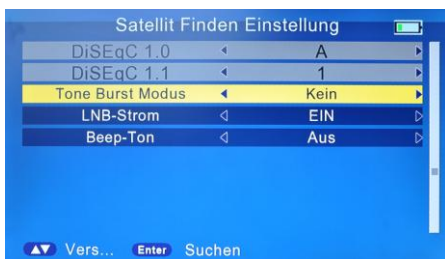 Satellit Finden Einstellung
DiSEqC 1.0 A
DiSEqC 1.1 1
Tone Burst Modus Kein
LNB-Strom EIN
Beep-Ton Aus
Vers... Enter Suchen